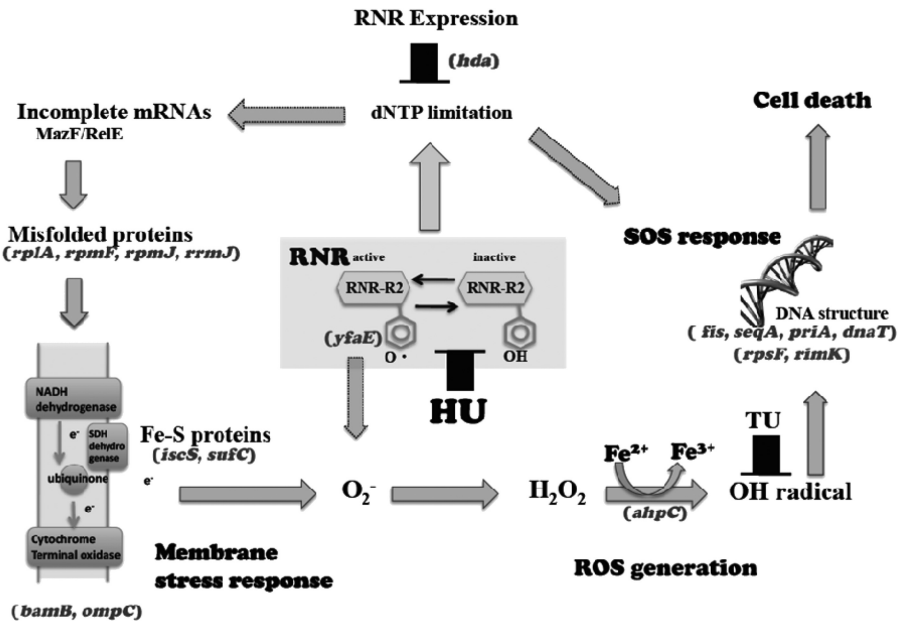 RNR Expression
(hda)
Incomplete mRNAs
MazF/RelE
dNTP limitation
Cell death
Misfolded proteins
(rplA, rpmF, rpmJ, rrmJ)
SOS response
RNR active
inactive
RNR-R2
RNR-R2
(yfaE)
O •
OH
HU
DNA structure
( fis, seqA, priA, dnaT)
(rpsF, rimK)
NADH
dehydrogenase
e-
SDH
dehydro
genase
ubiquinone
e-
Cytochrome
Terminal oxidase
Fe-S proteins
(iscS, sufC)
e-
O₂⁻
H₂O₂
Fe²⁺
Fe³⁺
(ahpC)
TU
OH radical
Membrane
stress response
ROS generation
(bamB, ompC)